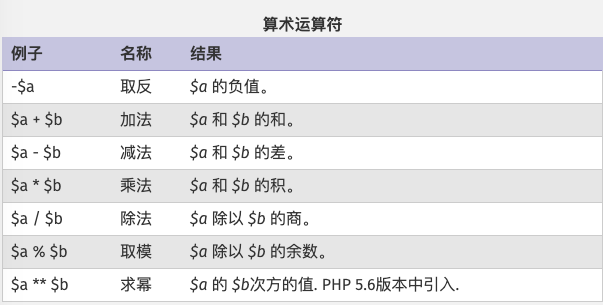 算术运算符
例子 名称 结果
-$a 取反 $a 的负值。
$a + $b 加法 $a 和 $b 的和。
$a - $b 减法 $a 和 $b 的差。
$a * $b 乘法 $a 和 $b 的积。
$a / $b 除法 $a 除以 $b 的商。
$a % $b 取模 $a 除以 $b 的余数。
$a ** $b 求幂 $a 的 $b次方的值. PHP 5.6版本中引入.